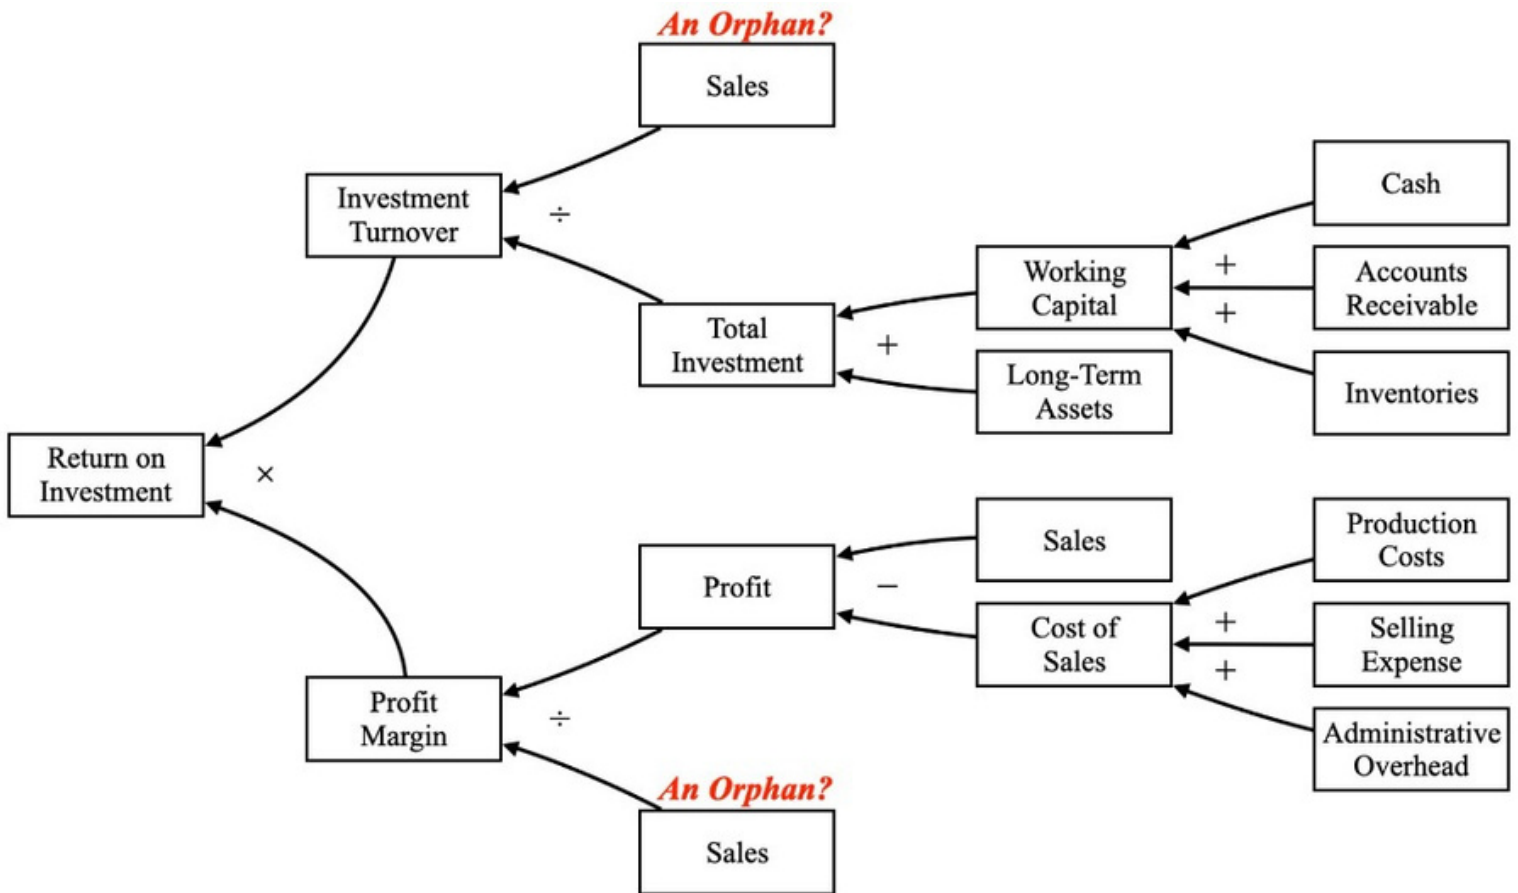 An Orphan?
Sales
Investment
Turnover
÷
Total
Investment
+
Working
Capital
Long-Term
Assets
Cash
+
Accounts
Receivable
+
Inventories
Return on
Investment
×
Profit
−
Sales
Cost of
Sales
Production
Costs
+
Selling
Expense
+
Administrative
Overhead
Profit
Margin
÷
An Orphan?
Sales